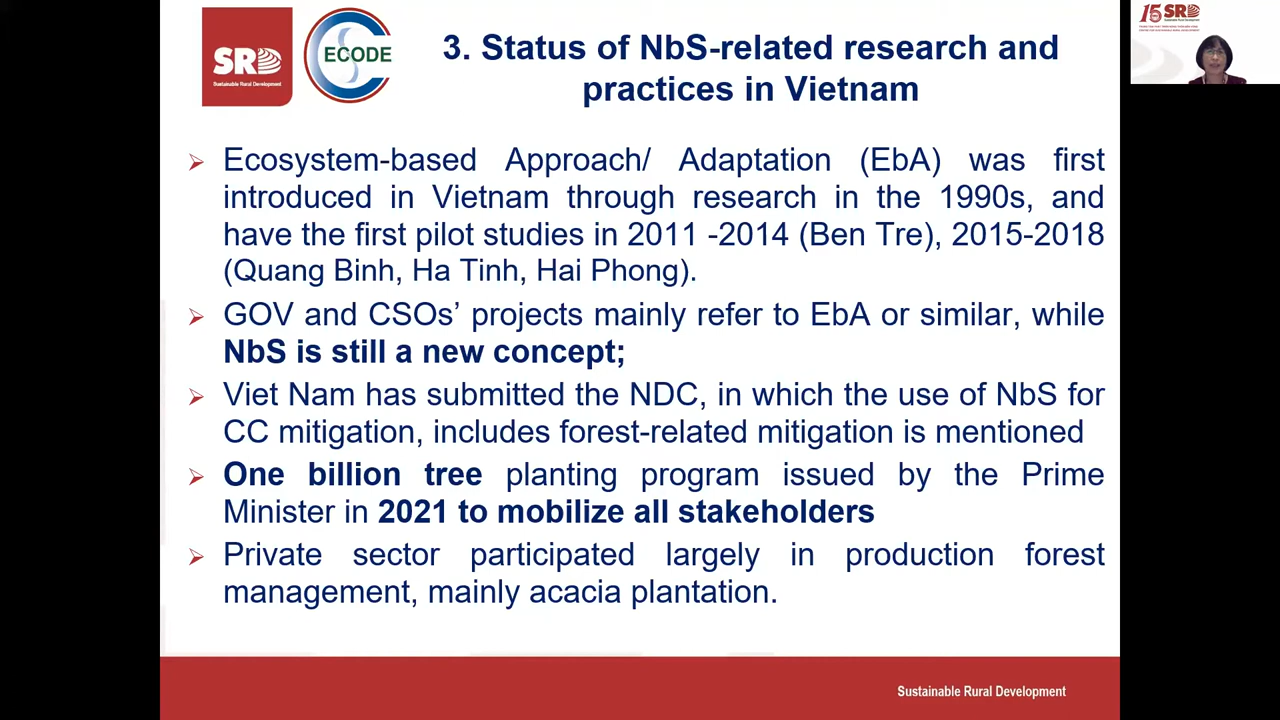 SRD
Sustainable Rural Development
ECODE
3. Status of NbS-related research and
practices in Vietnam
Ecosystem-based Approach/ Adaptation (EbA) was first
introduced in Vietnam through research in the 1990s, and
have the first pilot studies in 2011 -2014 (Ben Tre), 2015-2018
(Quang Binh, Ha Tinh, Hai Phong).
GOV and CSOs’ projects mainly refer to EbA or similar, while
NbS is still a new concept;
Viet Nam has submitted the NDC, in which the use of NbS for
CC mitigation, includes forest-related mitigation is mentioned
One billion tree planting program issued by the Prime
Minister in 2021 to mobilize all stakeholders
Private sector participated largely in production forest
management, mainly acacia plantation.
Sustainable Rural Development
15 SRD